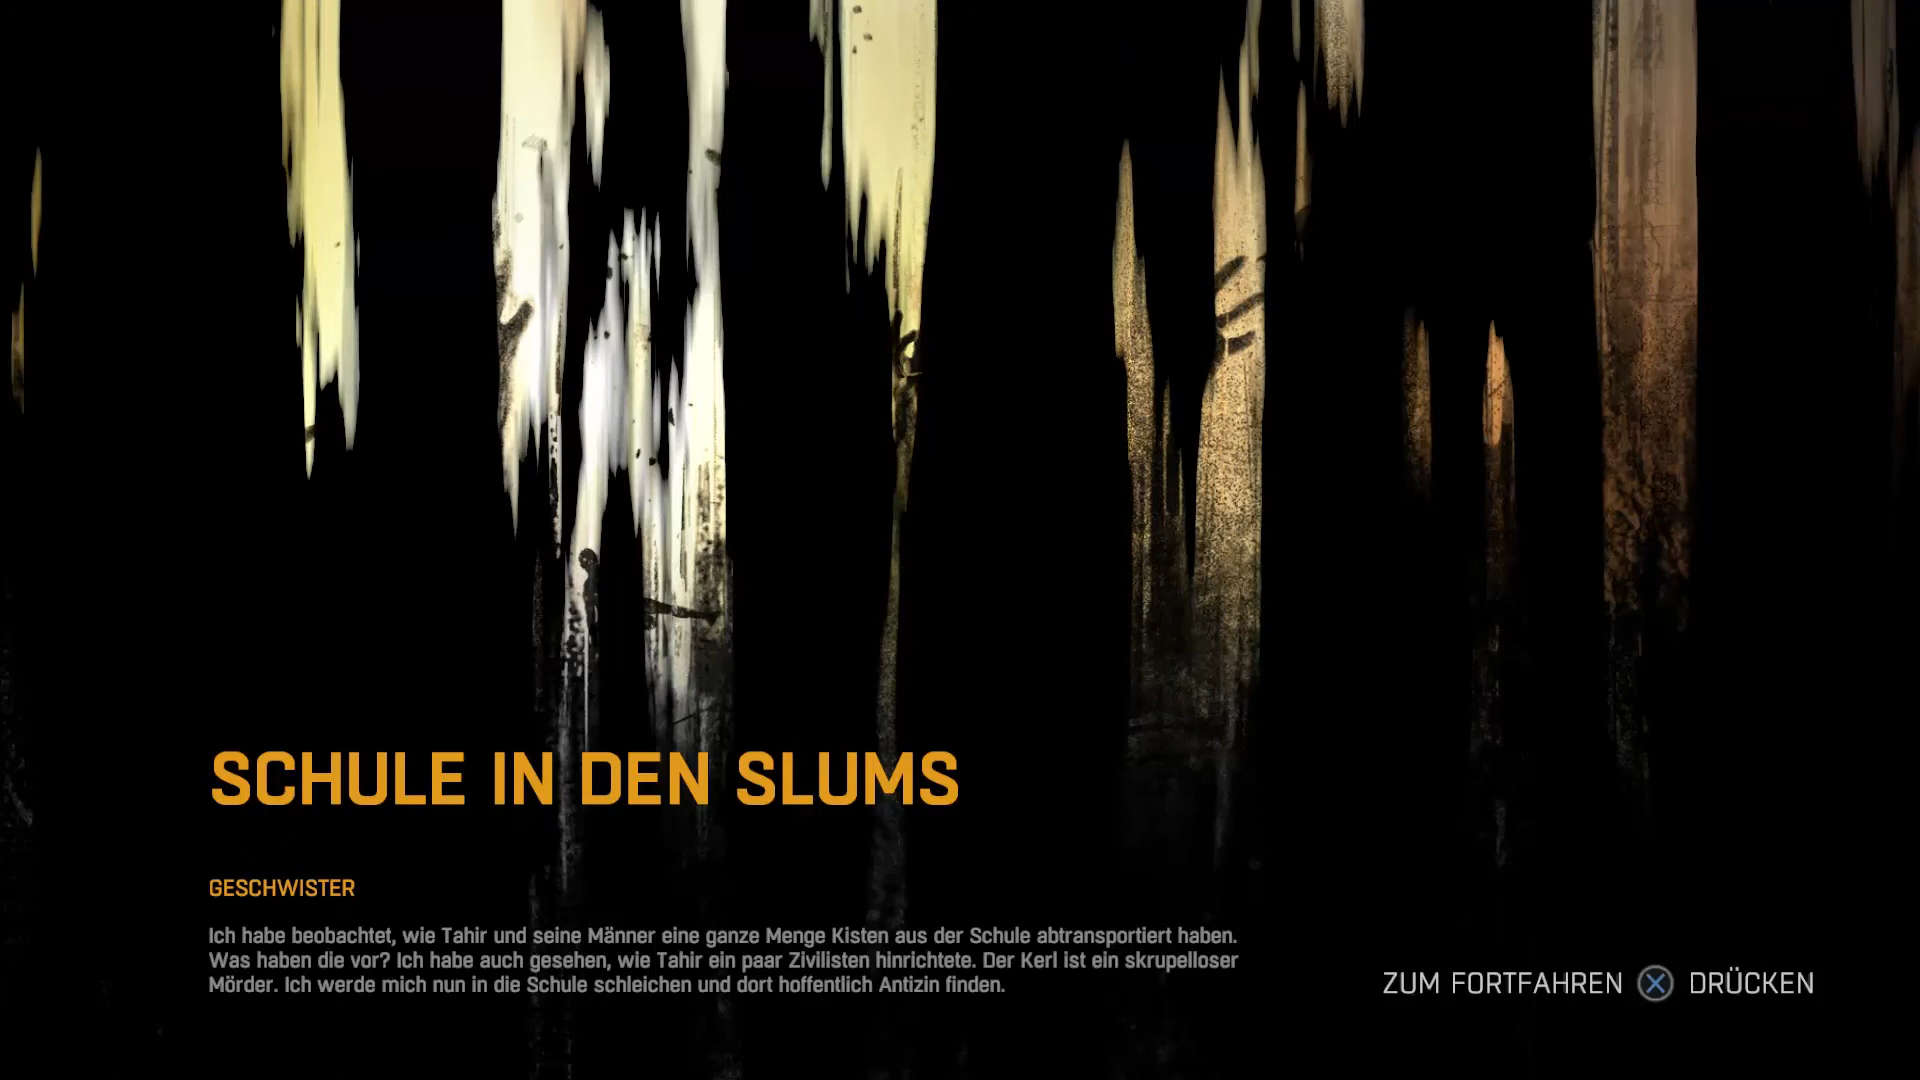 SCHULE IN DEN SLUMS
GESCHWISTER
Ich habe beobachtet, wie Tahir und seine Männer eine ganze Menge Kisten aus der Schule abtransportiert haben.
Was haben die vor? Ich habe auch gesehen, wie Tahir ein paar Zivilisten hinrichtete. Der Kerl ist ein skrupelloser
Mörder. Ich werde mich nun in die Schule schleichen und dort hoffentlich Antizin finden.
ZUM FORTFAHREN DRÜCKEN